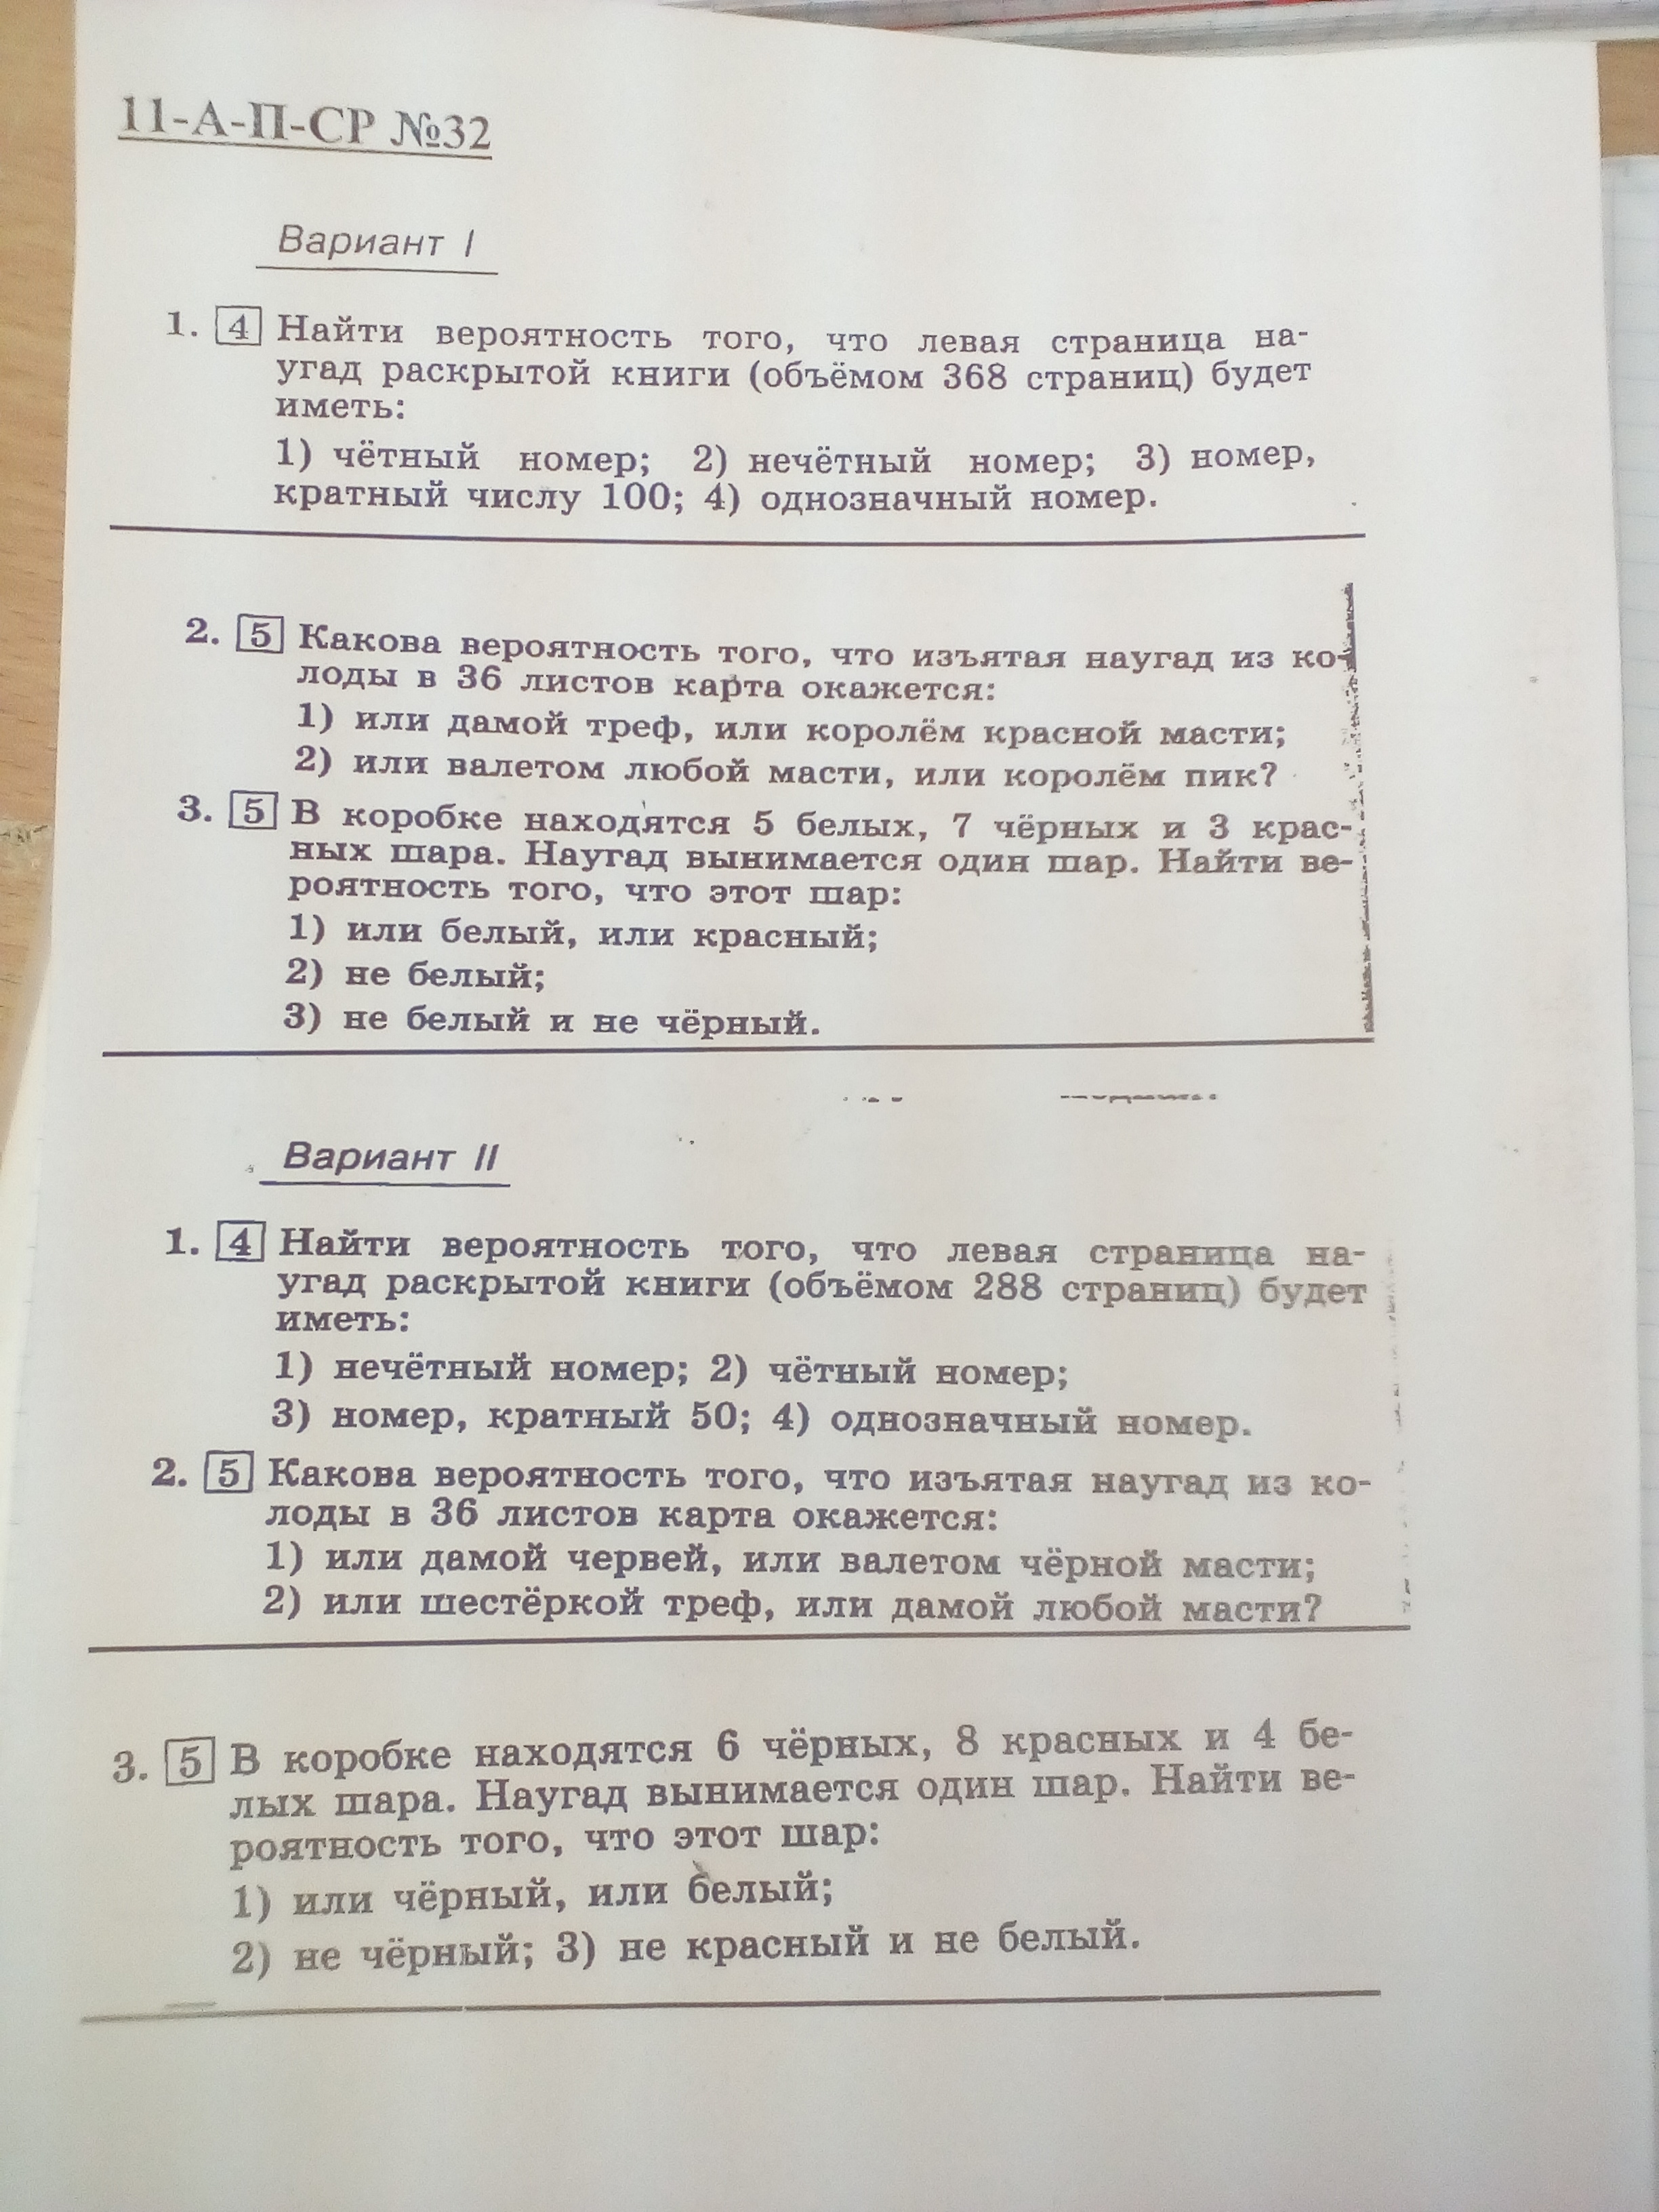 11-А-П-СР №32
Вариант I
1. 4 Найти вероятность того, что левая страница на-
угад раскрытой книги (объёмом 368 страниц) будет
иметь:
1) чётный номер; 2) нечётный номер; 3) номер,
кратный числу 100; 4) однозначный номер.
2. 5 Какова вероятность того, что изъятая наугад из ко-
лоды в 36 листов карта окажется:
1) или дамой треф, или королём красной масти;
2) или валетом любой масти, или королём пик?
3. 5 В коробке находятся 5 белых, 7 чёрных и 3 крас-
ных шара. Наугад вынимается один шар. Найти ве-
роятность того, что этот шар:
1) или белый, или красный;
2) не белый;
3) не белый и не чёрный.
Вариант II
1. 4 Найти вероятность того, что левая страница на-
угад раскрытой книги (объёмом 288 страниц) будет
иметь:
1) нечётный номер; 2) чётный номер;
3) номер, кратный 50; 4) однозначный номер.
2. 5 Какова вероятность того, что изъятая наугад из ко-
лоды в 36 листов карта окажется:
1) или дамой червей, или валетом чёрной масти;
2) или шестёркой треф, или дамой любой масти?
3. 5 В коробке находятся 6 чёрных, 8 красных и 4 бе-
лых шара. Наугад вынимается один шар. Найти ве-
роятность того, что этот шар:
1) или чёрный, или белый;
2) не чёрный; 3) не красный и не белый.